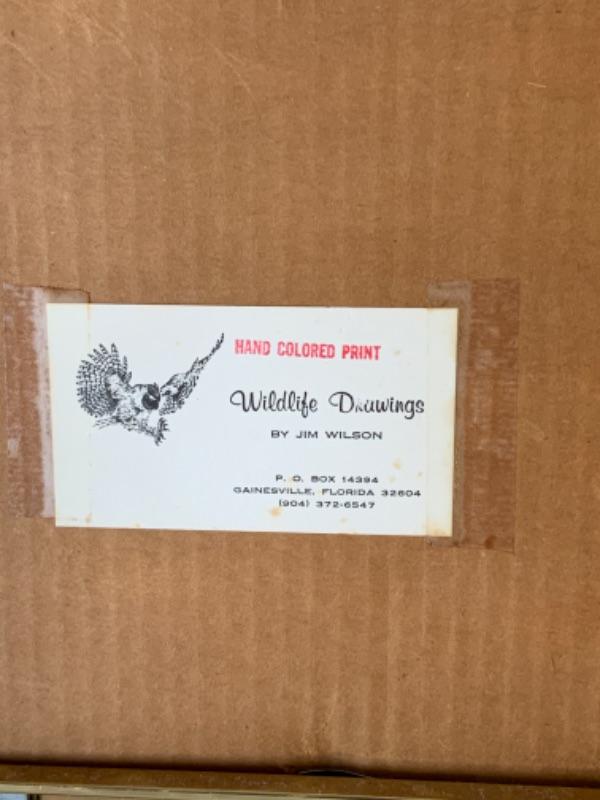 HAND COLORED PRINT
Wildlife Drawings
BY JIM WILSON
P. O. BOX 14394
GAINESVILLE, FLORIDA 32604
(904) 372-6547